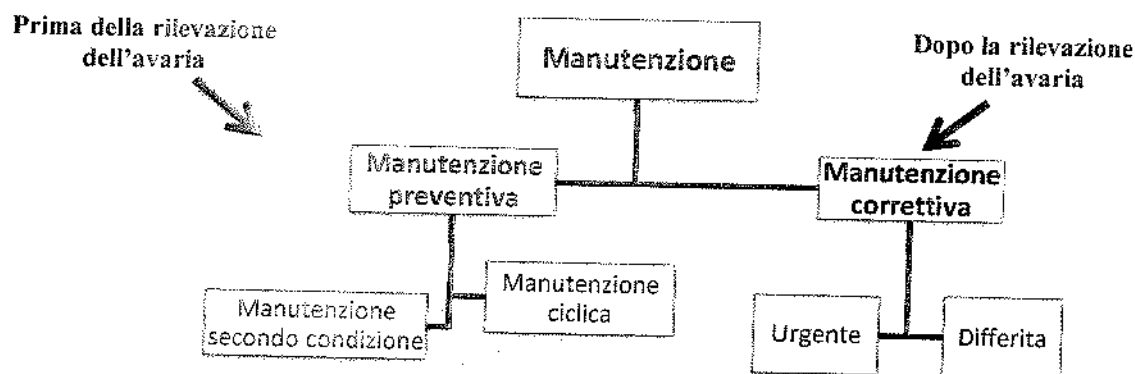 Prima della rilevazione
dell'avaria
Manutenzione
Dopo la rilevazione
dell'avaria
Manutenzione
preventiva
Manutenzione
correttiva
Manutenzione
secondo condizione
Manutenzione
ciclica
Urgente
Differita